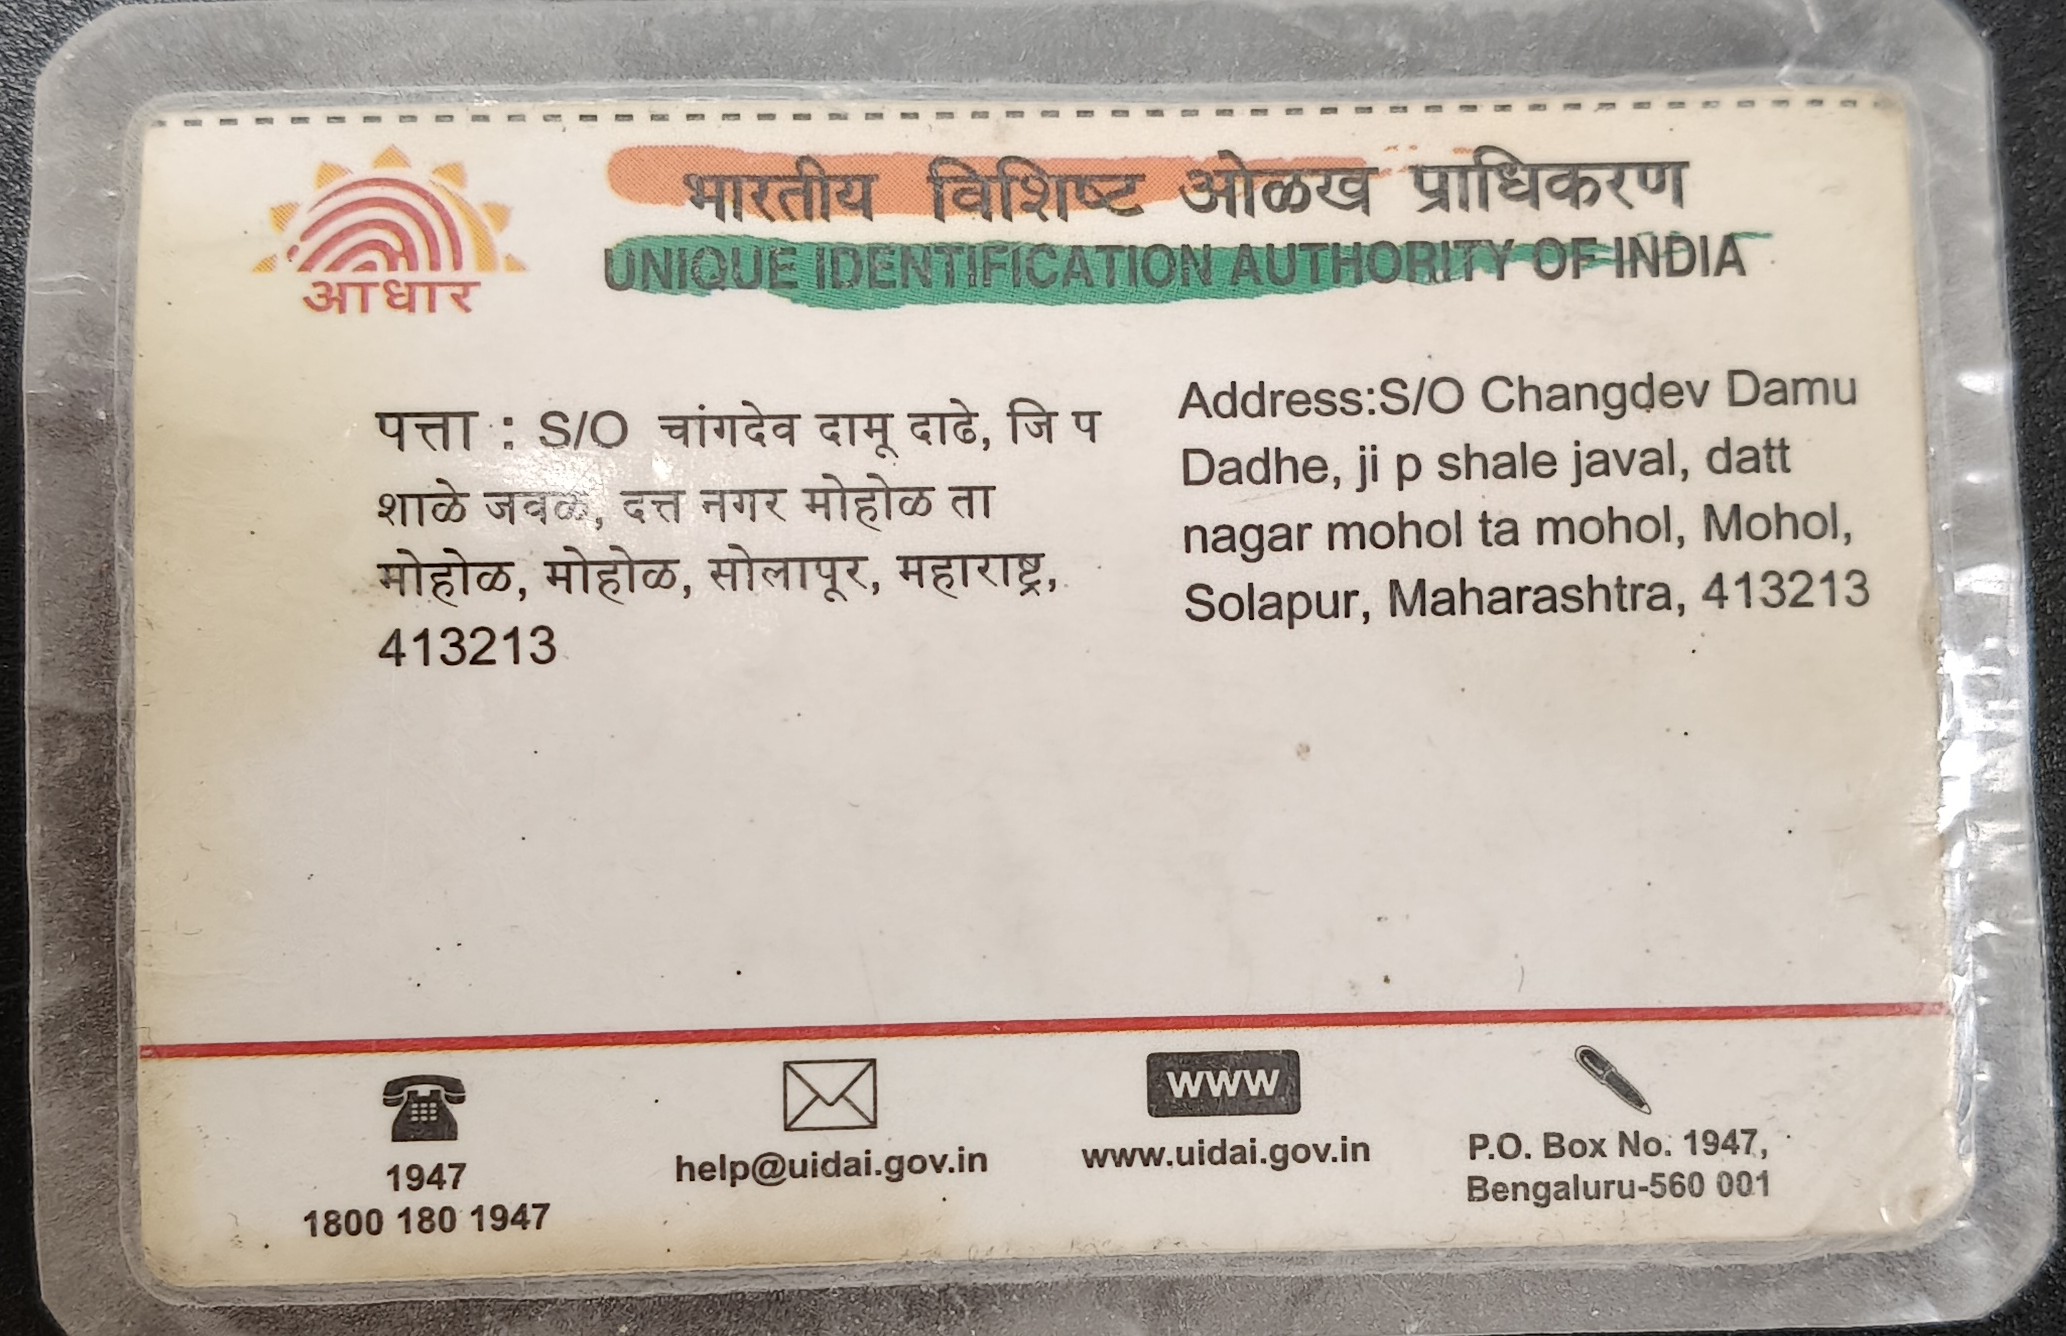 भारतीय विशिष्ट ओळख प्राधिकरण
UNIQUE IDENTIFICATION AUTHORITY OF INDIA
आधार
पत्ता : S/O चांगदेव दामू दाढे, जि प
शाळे जवळ, दत्त नगर मोहोळ ता
मोहोळ, मोहोळ, सोलापूर, महाराष्ट्र,
413213
Address:S/O Changdev Damu
Dadhe, ji p shale javal, datt
nagar mohol ta mohol, Mohol,
Solapur, Maharashtra, 413213
1947
1800 180 1947
help@uidai.gov.in
www
www.uidai.gov.in
P.O. Box No. 1947,
Bengaluru-560 001